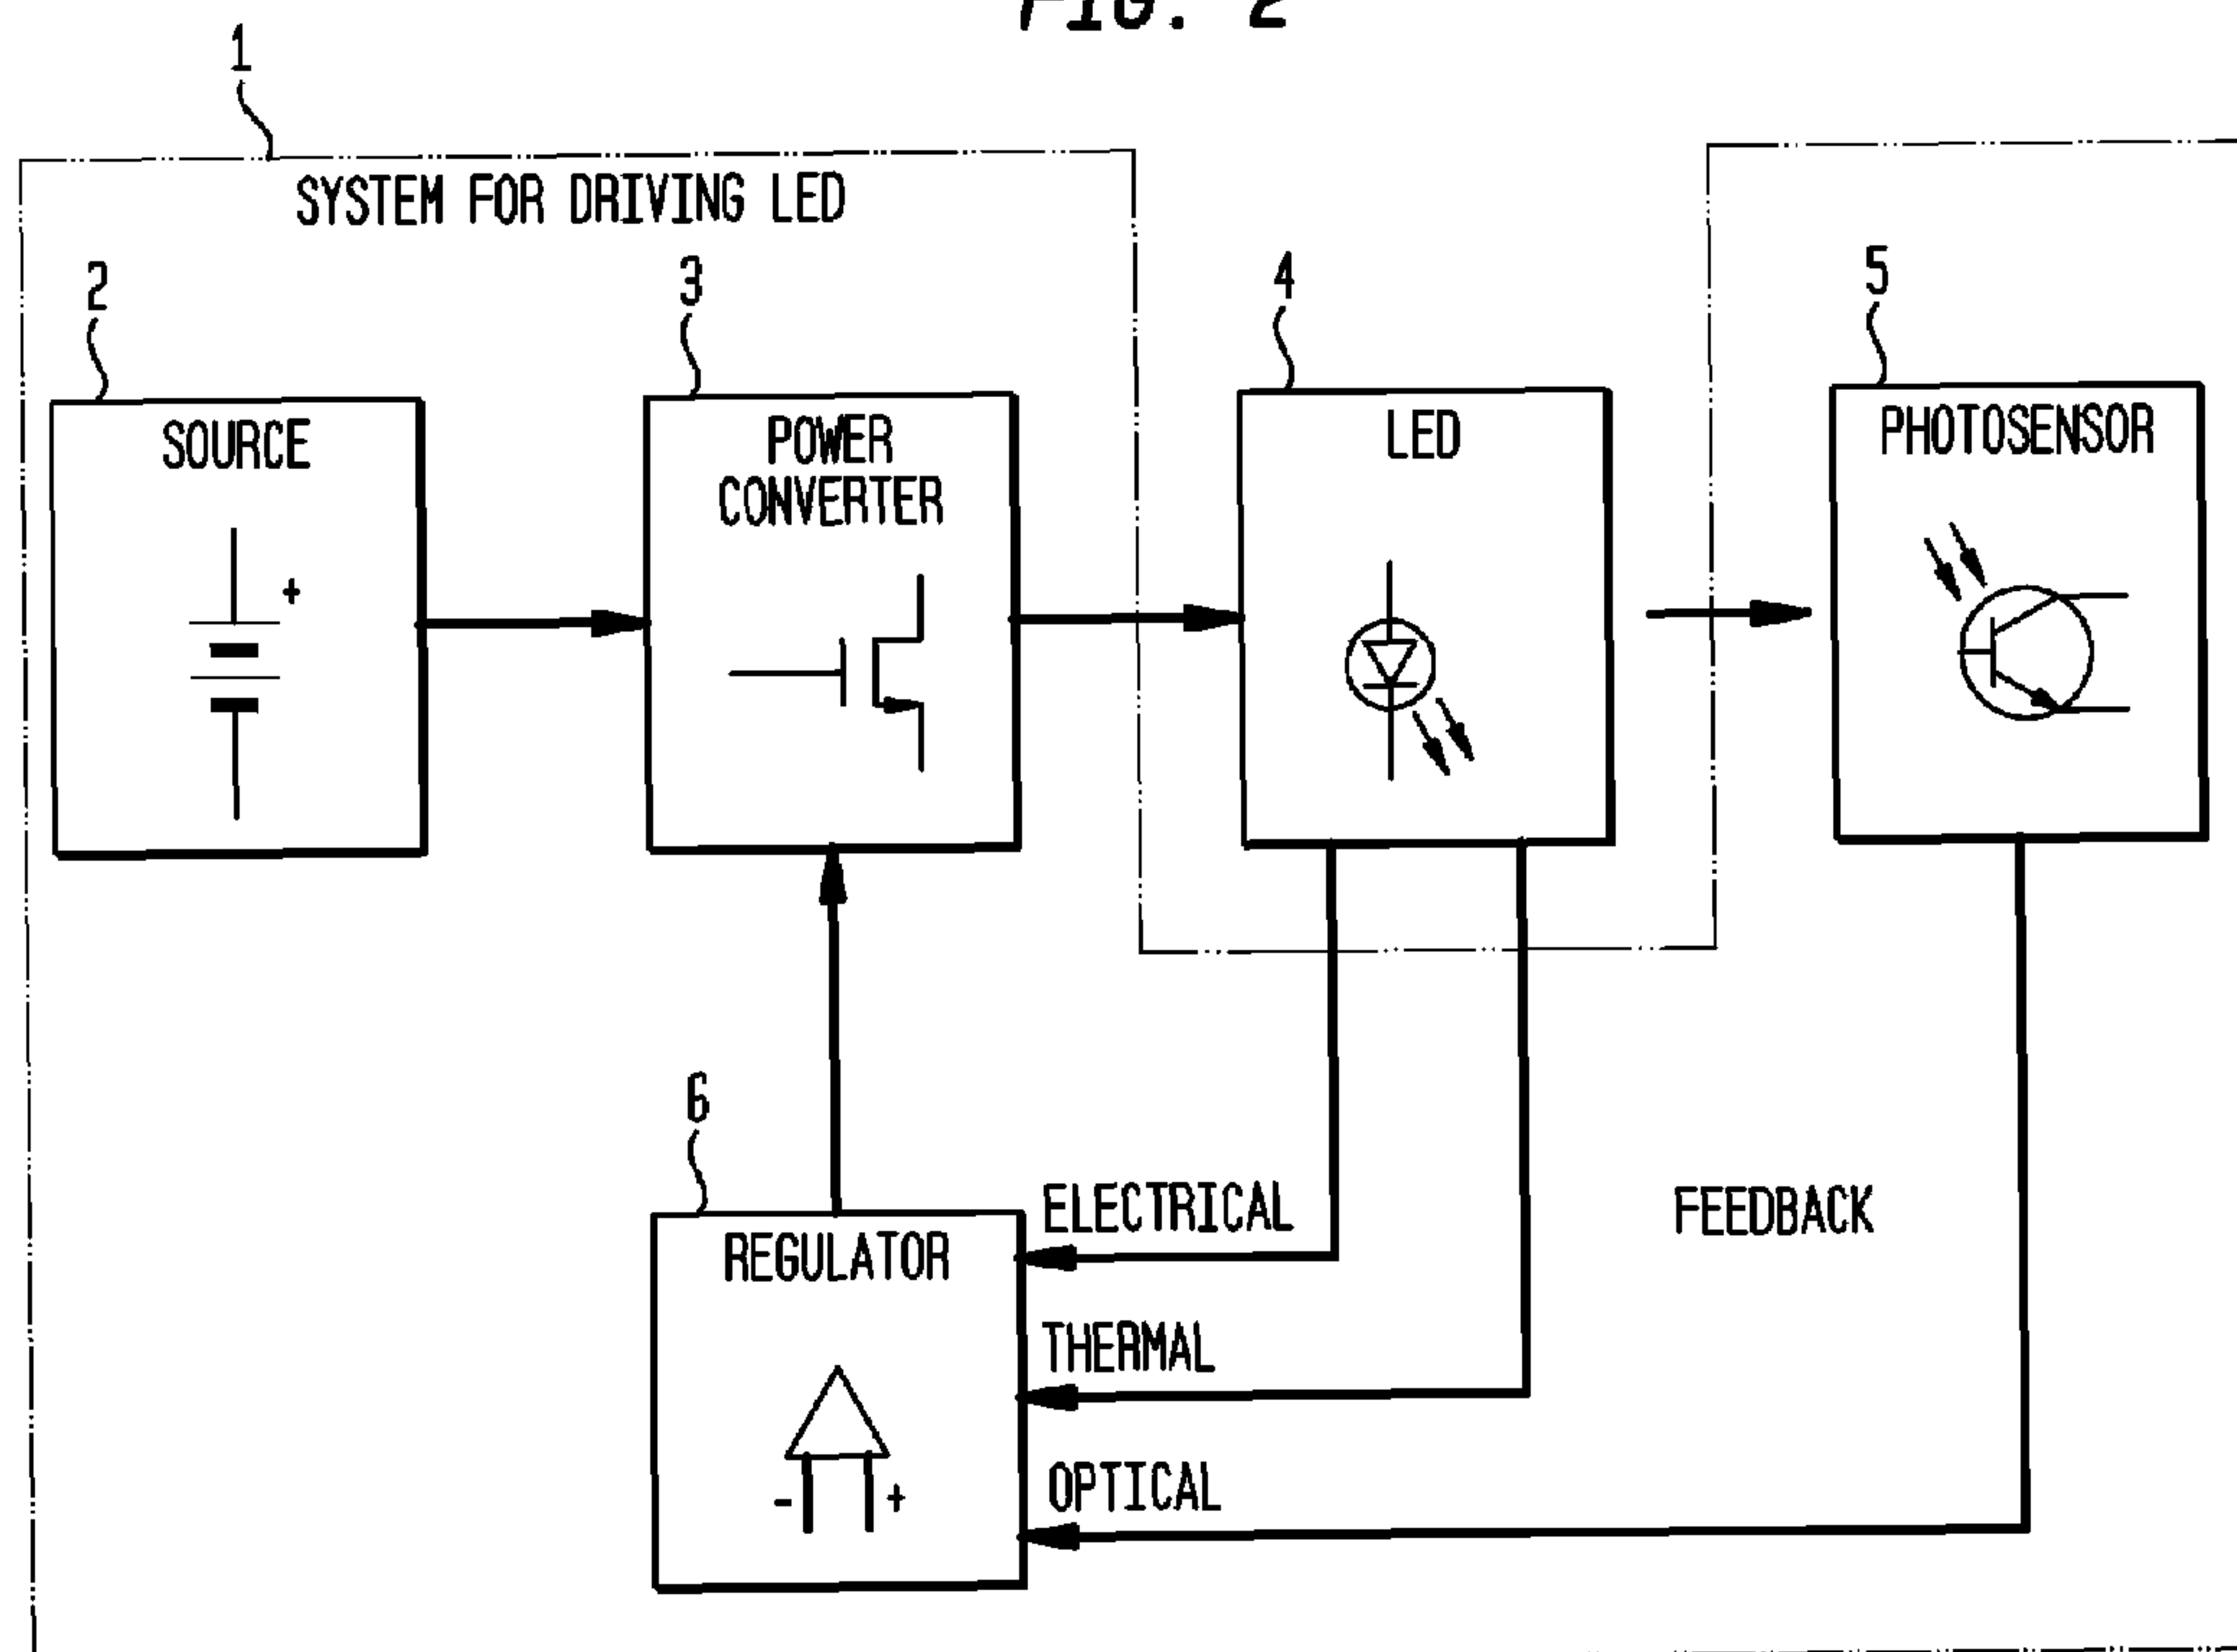 FIG. 2
1
SYSTEM FOR DRIVING LED
2
3
4
5
SOURCE
+
POWER
CONVERTER
LED
PHOTOSENSOR
6
REGULATOR
- +
ELECTRICAL
THERMAL
OPTICAL
FEEDBACK